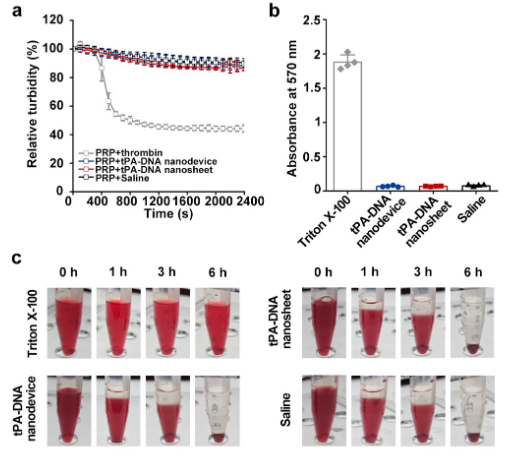 a
120
100
80
60
40
20
0
Relative turbidity (%)
PRP+thrombin
PRP+tPA-DNA nanodevice
PRP+tPA-DNA nanosheet
PRP+Saline
0 400 800 1200 1600 2000 2400
Time (s)
b
2.5
2
1.5
1
0.5
0
Absorbance at 570 nm
Triton X-100
tPA-DNA
nanodevice
tPA-DNA
nanosheet
Saline
c
0 h 1 h 3 h 6 h
Triton X-100
tPA-DNA
nanodevice
0 h 1 h 3 h 6 h
tPA-DNA
nanosheet
Saline